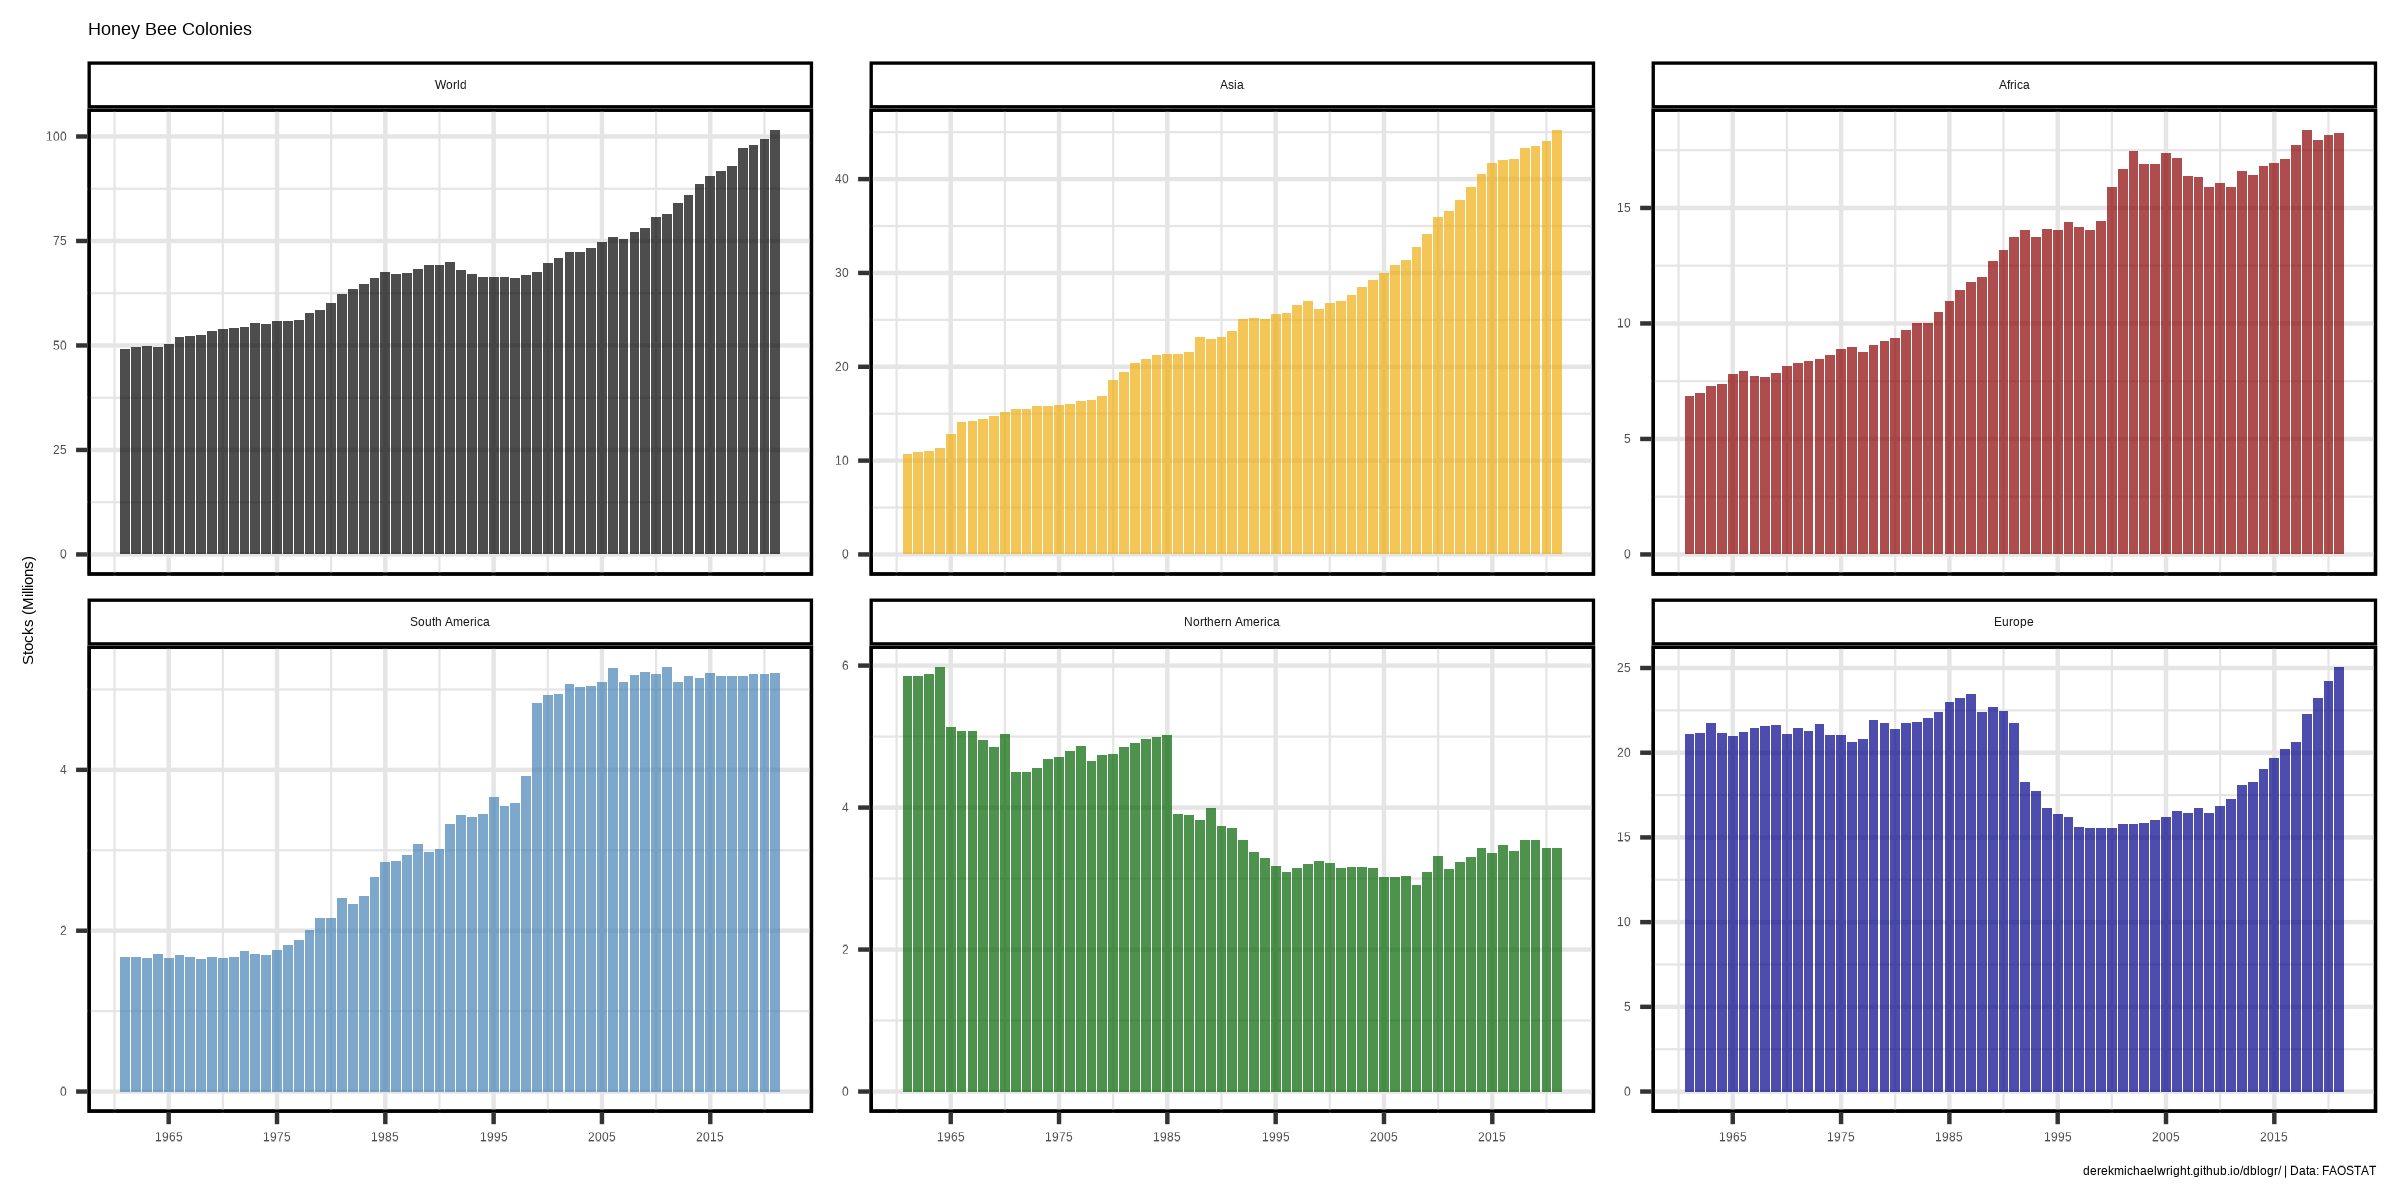 Honey Bee Colonies
World
Asia
Africa
100
75
50
25
0
40
30
20
10
0
15
10
5
0
Stocks (Millions)
South America
Northern America
Europe
4
2
0
6
4
2
0
25
20
15
10
5
0
1965 1975 1985 1995 2005 2015
1965 1975 1985 1995 2005 2015
1965 1975 1985 1995 2005 2015
derekmichaelwright.github.io/dblogr/ | Data: FAOSTAT